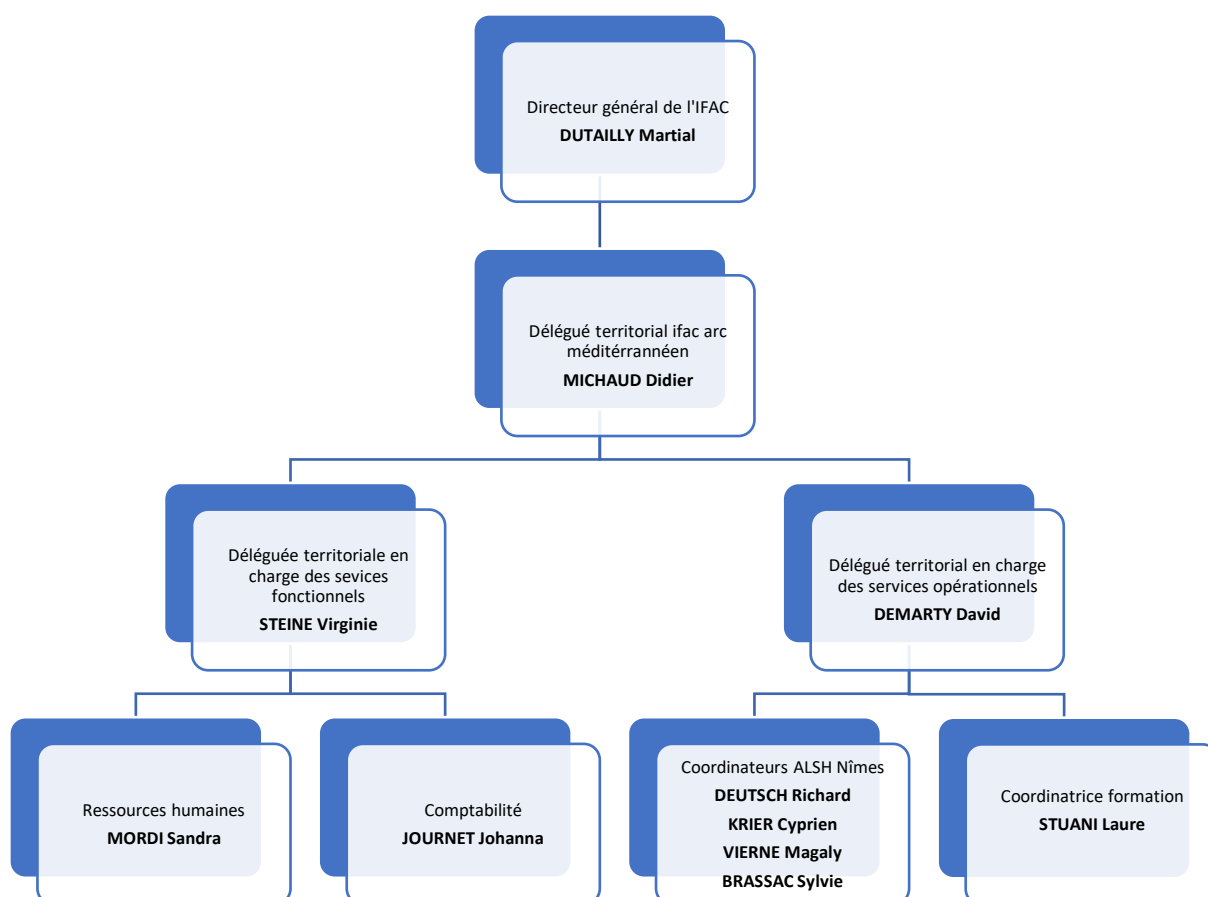 Directeur général de l'IFAC
DUTAILLY Martial
Délégué territorial ifac arc
méditérrannéen
MICHAUD Didier
Déléguée territoriale en
charge des sevices
fonctionnels
STEINE Virginie
Délégué territorial en charge
des services opérationnels
DEMARTY David
Ressources humaines
MORDI Sandra
Comptabilité
JOURNET Johanna
Coordinateurs ALSH Nîmes
DEUTSCH Richard
KRIER Cyprien
VIERNE Magaly
BRASSAC Sylvie
Coordinatrice formation
STUANI Laure